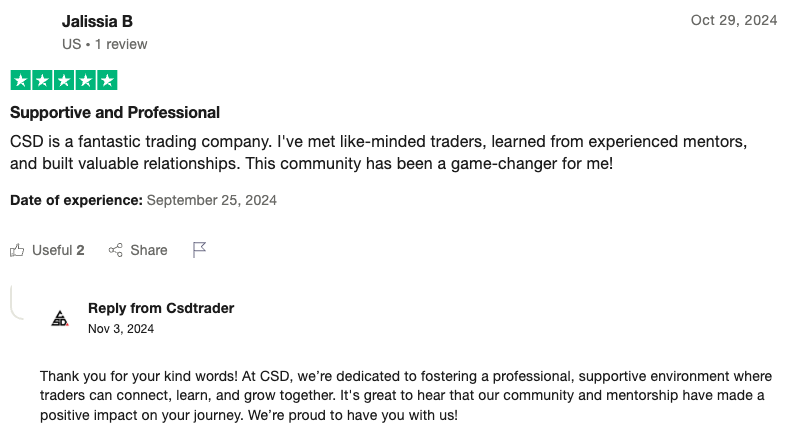 Jalissia B
Oct 29, 2024
US • 1 review
Supportive and Professional
CSD is a fantastic trading company. I've met like-minded traders, learned from experienced mentors,
and built valuable relationships. This community has been a game-changer for me!
Date of experience: September 25, 2024
Useful 2 Share
CSD
Reply from Csdtrader
Nov 3, 2024
Thank you for your kind words! At CSD, we’re dedicated to fostering a professional, supportive environment where
traders can connect, learn, and grow together. It's great to hear that our community and mentorship have made a
positive impact on your journey. We’re proud to have you with us!